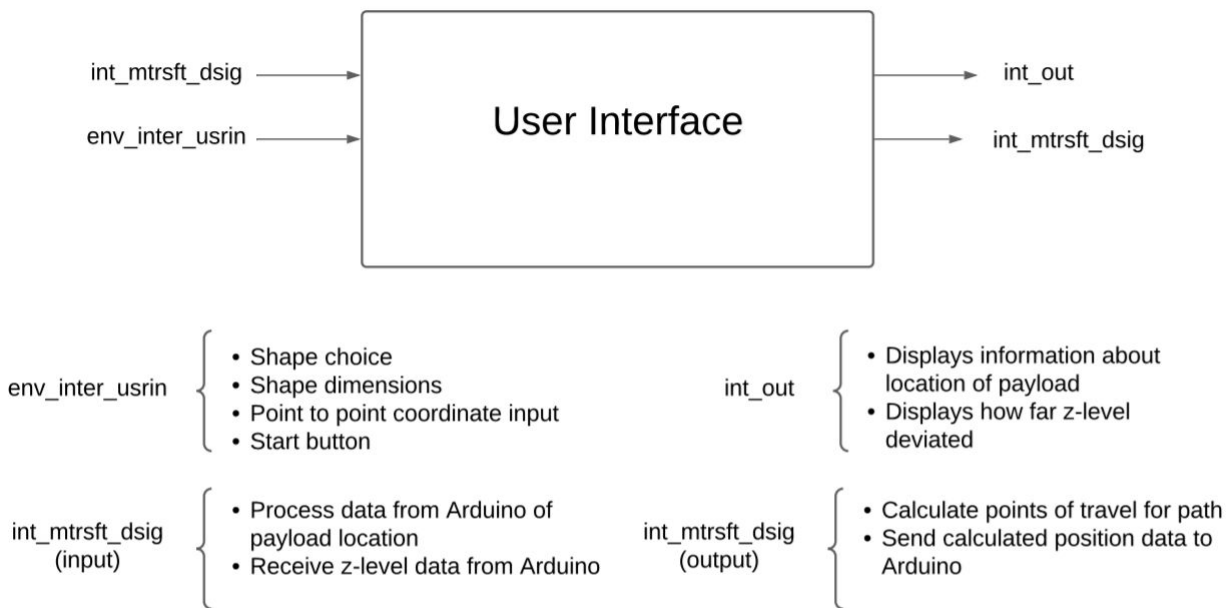 int_mtrsft_dsig
env_inter_usrin
User Interface
int_out
int_mtrsft_dsig
env_inter_usrin
• Shape choice
• Shape dimensions
• Point to point coordinate input
• Start button
int_out
• Displays information about
location of payload
• Displays how far z-level
deviated
int_mtrsft_dsig
(input)
• Process data from Arduino of
payload location
• Receive z-level data from Arduino
int_mtrsft_dsig
(output)
• Calculate points of travel for path
• Send calculated position data to
Arduino